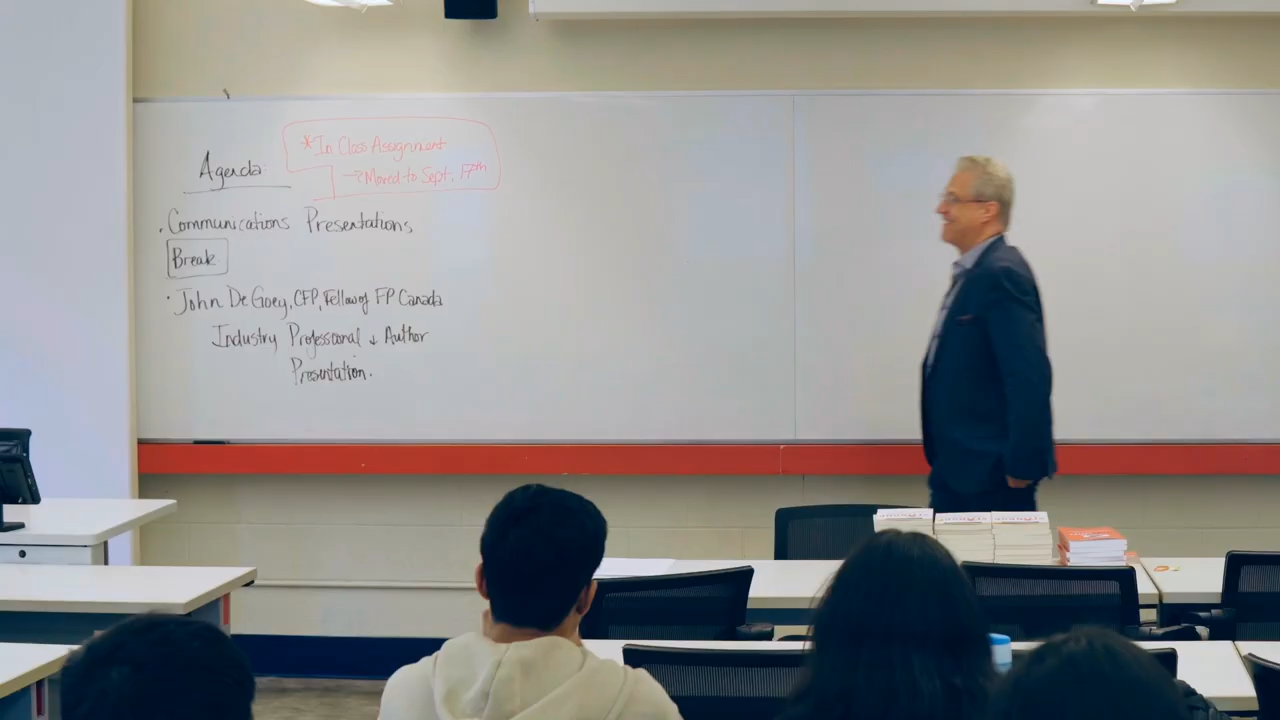 Agenda:
*In Class Assignment
→ Moved to Sept. 17th
. Communications Presentations
Break
· John De Goey, CFP, Fellow of FP Canada
Industry Professional & Author
Presentation.